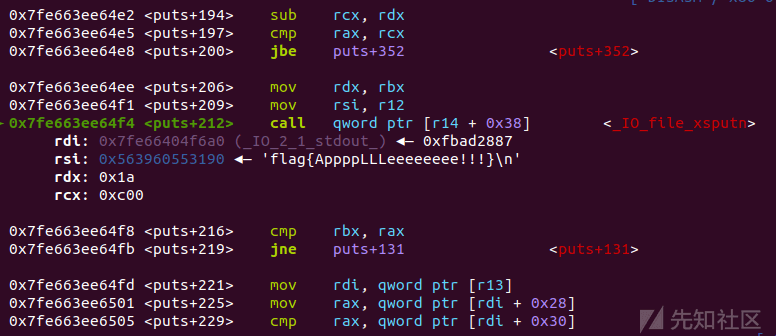 0x7fe663ee64e2 <puts+194> sub rcx, rdx
0x7fe663ee64e5 <puts+197> cmp rax, rcx
0x7fe663ee64e8 <puts+200> jbe puts+352 <puts+352>
0x7fe663ee64ee <puts+206> mov rdx, rbx
0x7fe663ee64f1 <puts+209> mov rsi, r12
0x7fe663ee64f4 <puts+212> call qword ptr [r14 + 0x38] <_IO_file_xsputn>
rdi: 0x7fe66404f6a0 (_IO_2_1_stdout_) ◂— 0xfbad2887
rsi: 0x563960553190 ◂— 'flag{AppppLLLeeeeeeee!!!}\n'
rdx: 0x1a
rcx: 0xc00
0x7fe663ee64f8 <puts+216> cmp rbx, rax
0x7fe663ee64fb <puts+219> jne puts+131 <puts+131>
0x7fe663ee64fd <puts+221> mov rdi, qword ptr [r13]
0x7fe663ee6501 <puts+225> mov rax, qword ptr [rdi + 0x28]
0x7fe663ee6505 <puts+229> cmp rax, qword ptr [rdi + 0x30]
先知社区